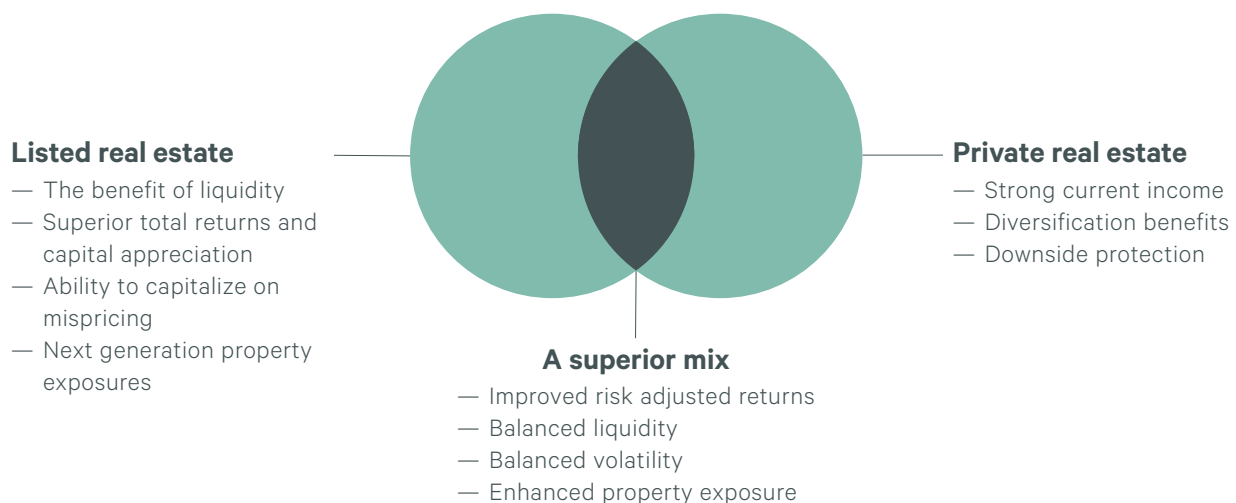 Listed real estate
— The benefit of liquidity
— Superior total returns and
capital appreciation
— Ability to capitalize on
mispricing
— Next generation property
exposures
Private real estate
— Strong current income
— Diversification benefits
— Downside protection
A superior mix
— Improved risk adjusted returns
— Balanced liquidity
— Balanced volatility
— Enhanced property exposure